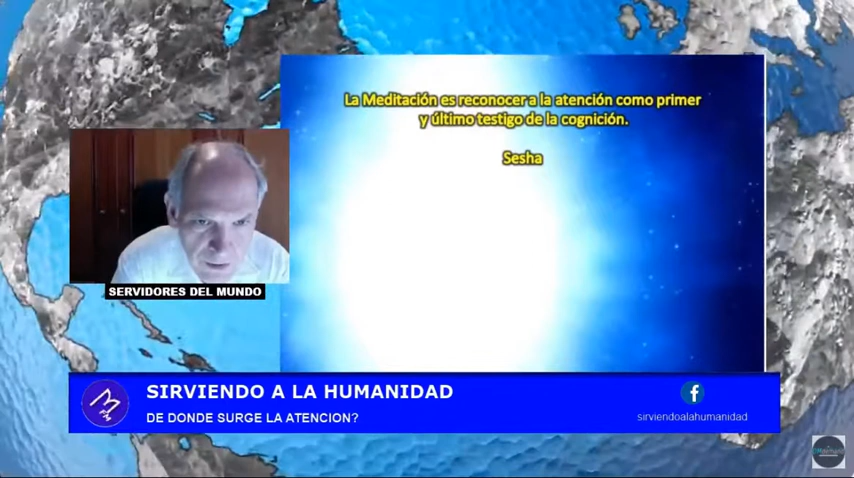 La Meditación es reconocer a la atención como primer
y último testigo de la cognición.
Sesha
SERVIDORES DEL MUNDO
SIRVIENDO A LA HUMANIDAD
DE DONDE SURGE LA ATENCION?
sirviendoalahumanidad